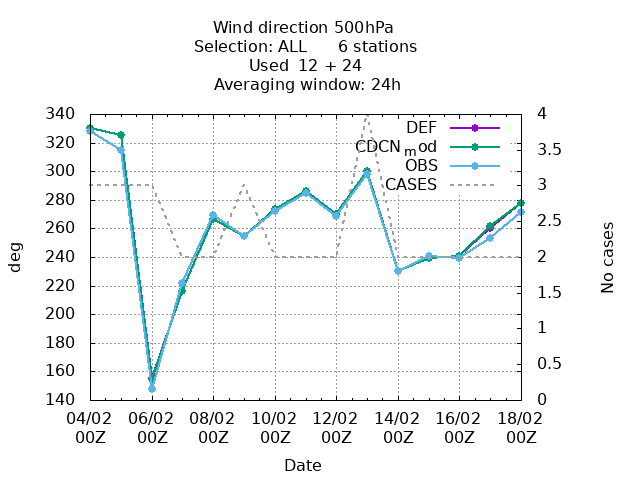 Wind direction 500hPa
Selection: ALL 6 stations
Used 12 + 24
Averaging window: 24h
340
320
300
280
260
240
220
200
180
160
140
4
3.5
3
2.5
2
1.5
1
0.5
0
DEF
CDCN_mod
OBS
CASES
deg
No cases
04/02 06/02 08/02 10/02 12/02 14/02 16/02 18/02
00Z 00Z 00Z 00Z 00Z 00Z 00Z 00Z
Date